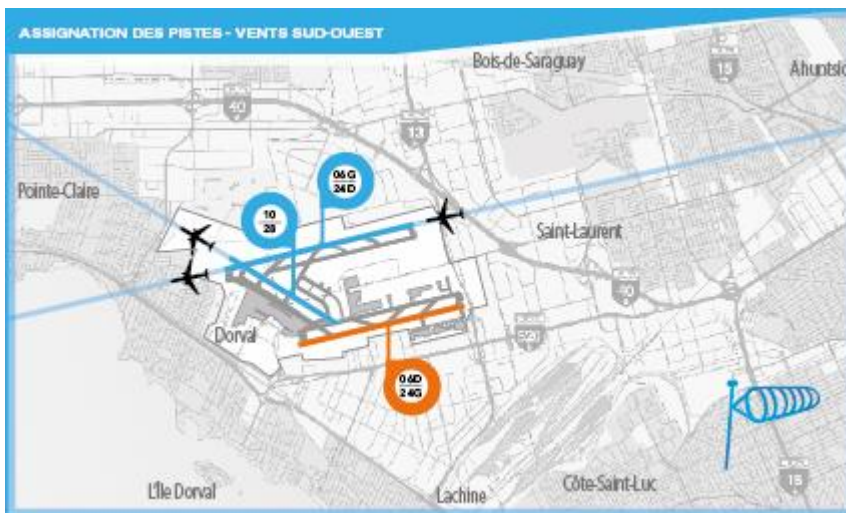 ASSIGNATION DES PISTES - VENTS SUD-OUEST
Bois-de-Saraguay
15
Ahuntsic
40
13
Pointe-Claire
06G
24D
10
28
Saint-Laurent
40
520
Dorval
06D
24G
L'Île Dorval
Lachine
Côte-Saint-Luc
15